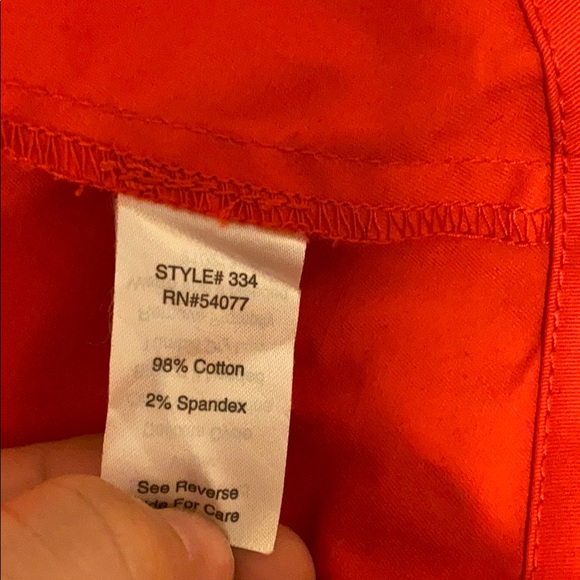 STYLE# 334
RN#54077
98% Cotton
2% Spandex
See Reverse
Side For Care